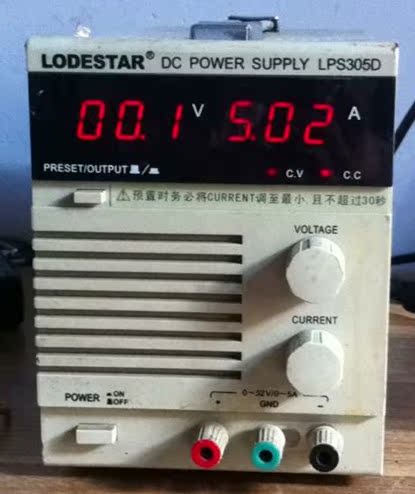 LODESTAR® DC POWER SUPPLY LPS305D
00.1 V 5.02 A
PRESET/OUTPUT C.V C.C
⚠预置时务必将CURRENT调至最小,且不超过30秒
VOLTAGE
CURRENT
POWER ON
OFF
0~32V/0~5A
+ GND −